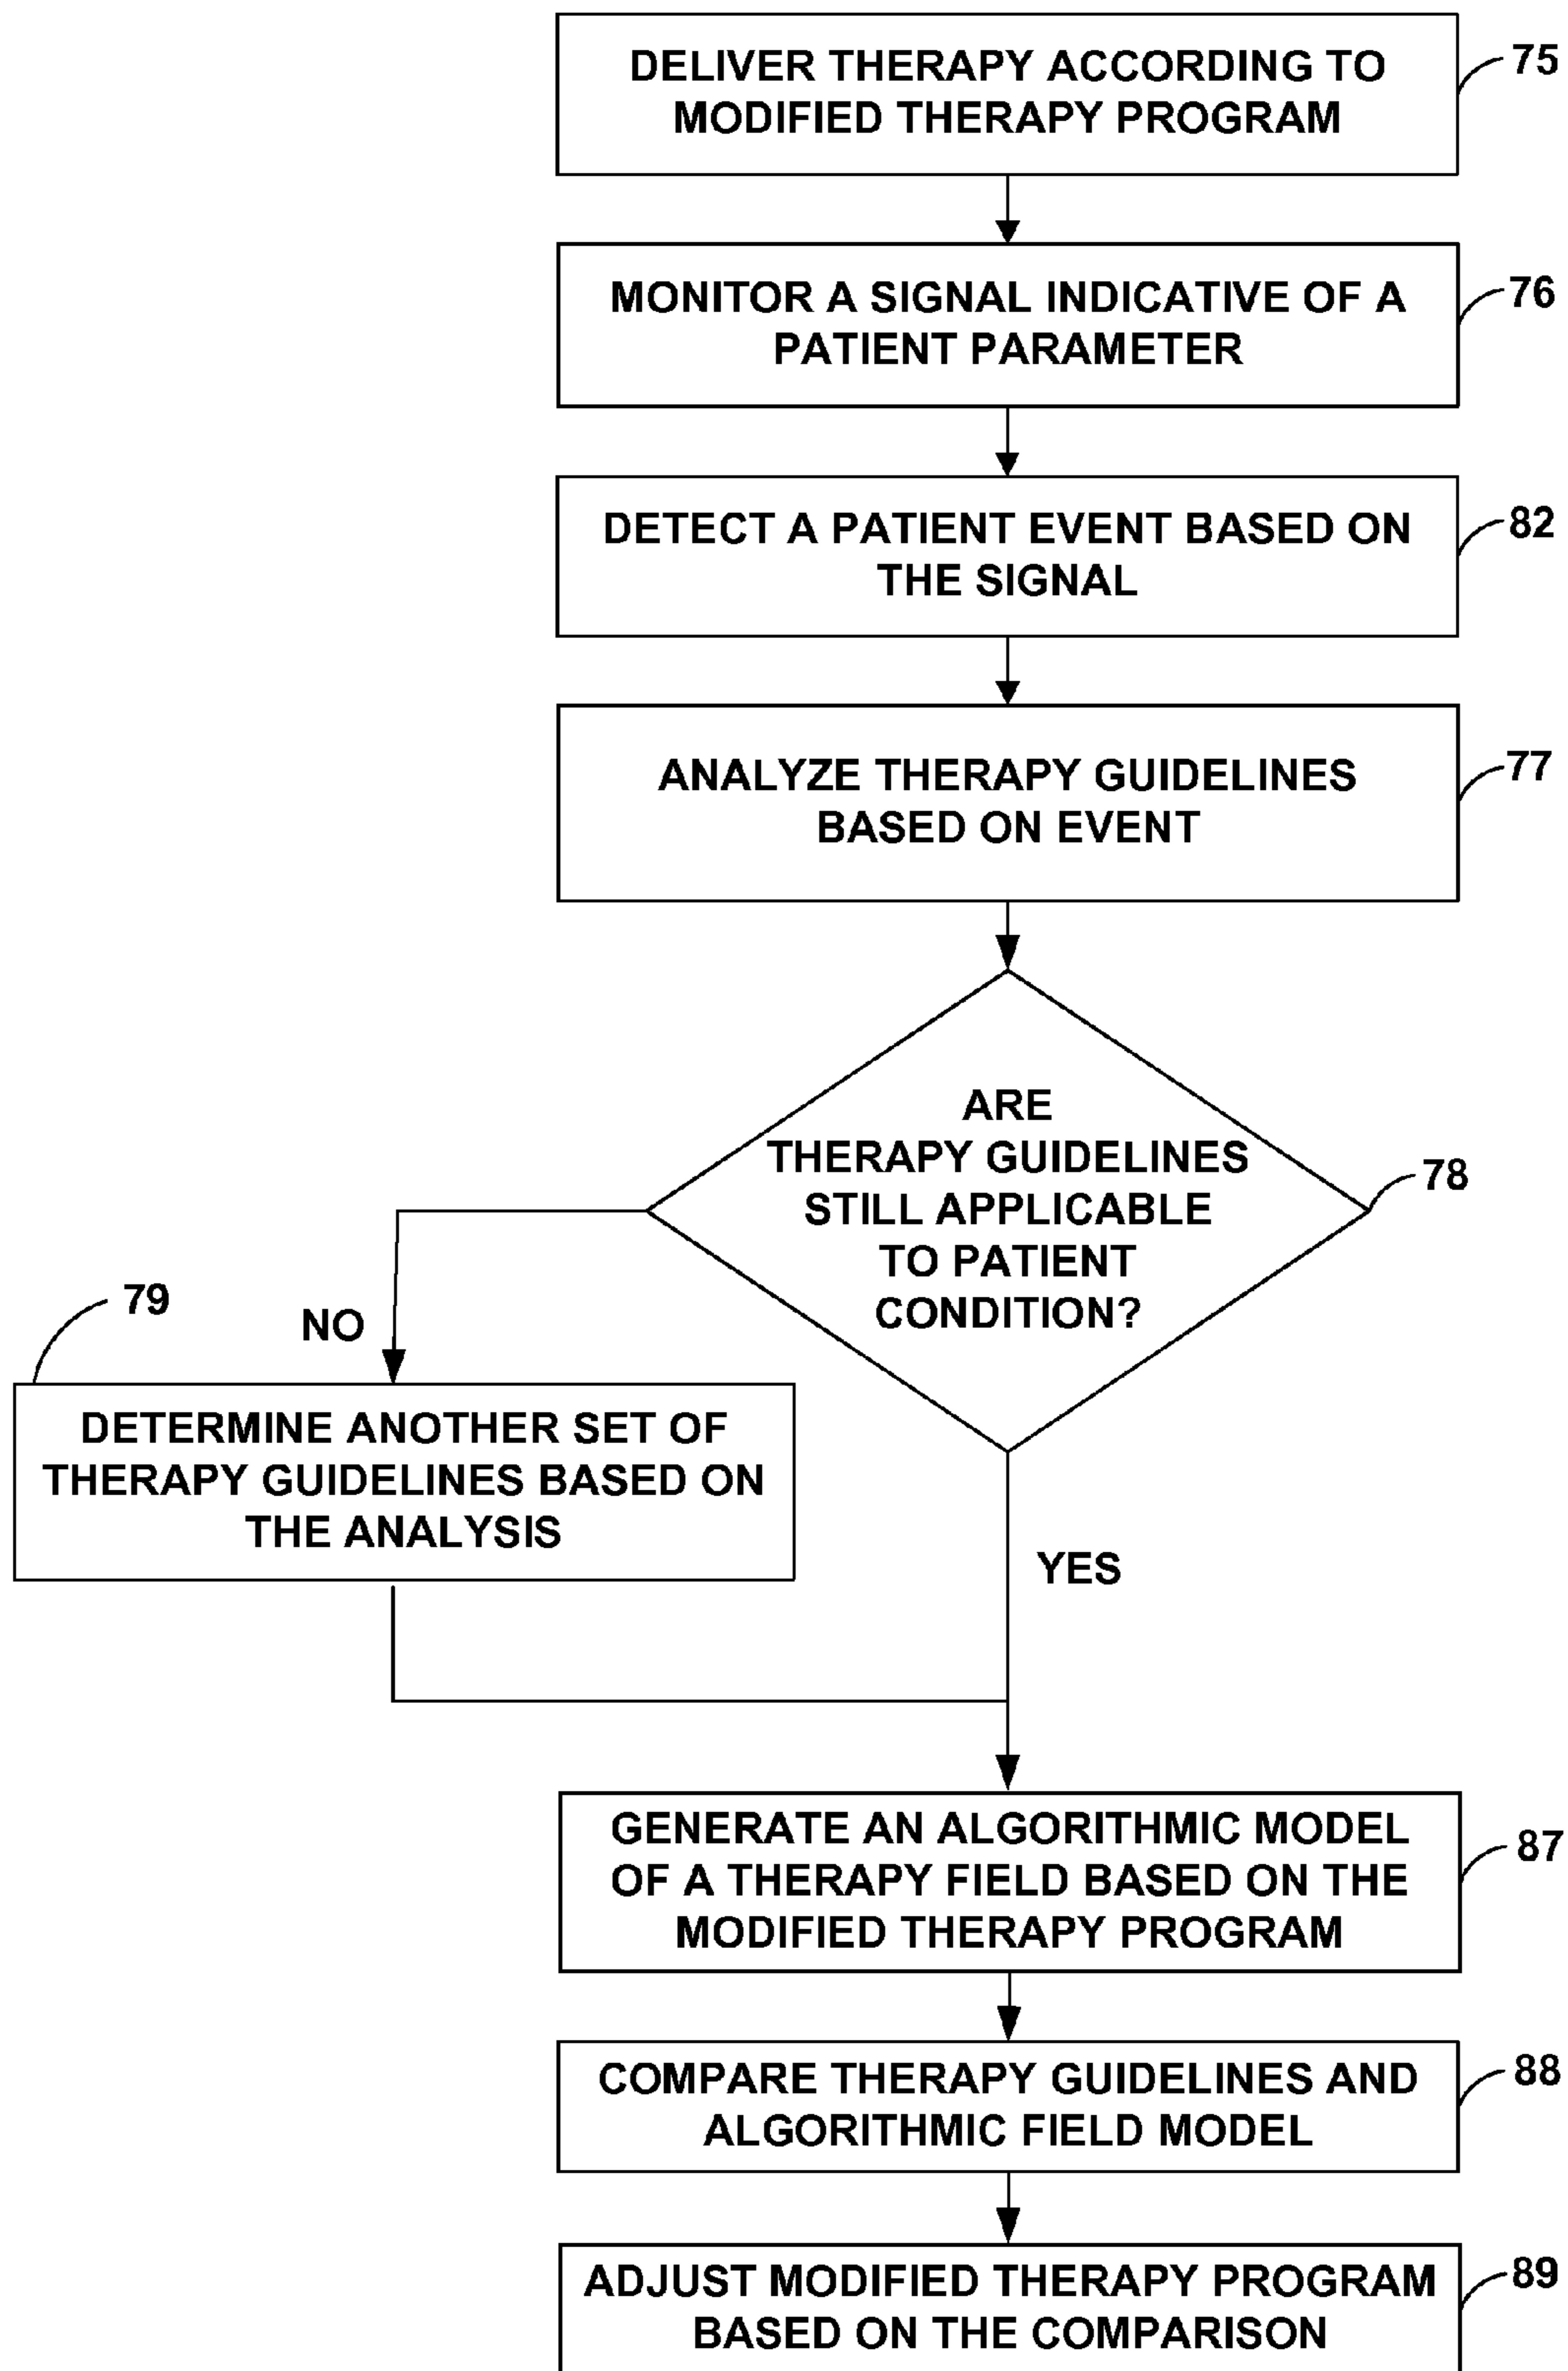 DELIVER THERAPY ACCORDING TO
MODIFIED THERAPY PROGRAM
75
MONITOR A SIGNAL INDICATIVE OF A
PATIENT PARAMETER
76
DETECT A PATIENT EVENT BASED ON
THE SIGNAL
82
ANALYZE THERAPY GUIDELINES
BASED ON EVENT
77
ARE
THERAPY GUIDELINES
STILL APPLICABLE
TO PATIENT
CONDITION?
78
NO
79
DETERMINE ANOTHER SET OF
THERAPY GUIDELINES BASED ON
THE ANALYSIS
YES
GENERATE AN ALGORITHMIC MODEL
OF A THERAPY FIELD BASED ON THE
MODIFIED THERAPY PROGRAM
87
COMPARE THERAPY GUIDELINES AND
ALGORITHMIC FIELD MODEL
88
ADJUST MODIFIED THERAPY PROGRAM
BASED ON THE COMPARISON
89